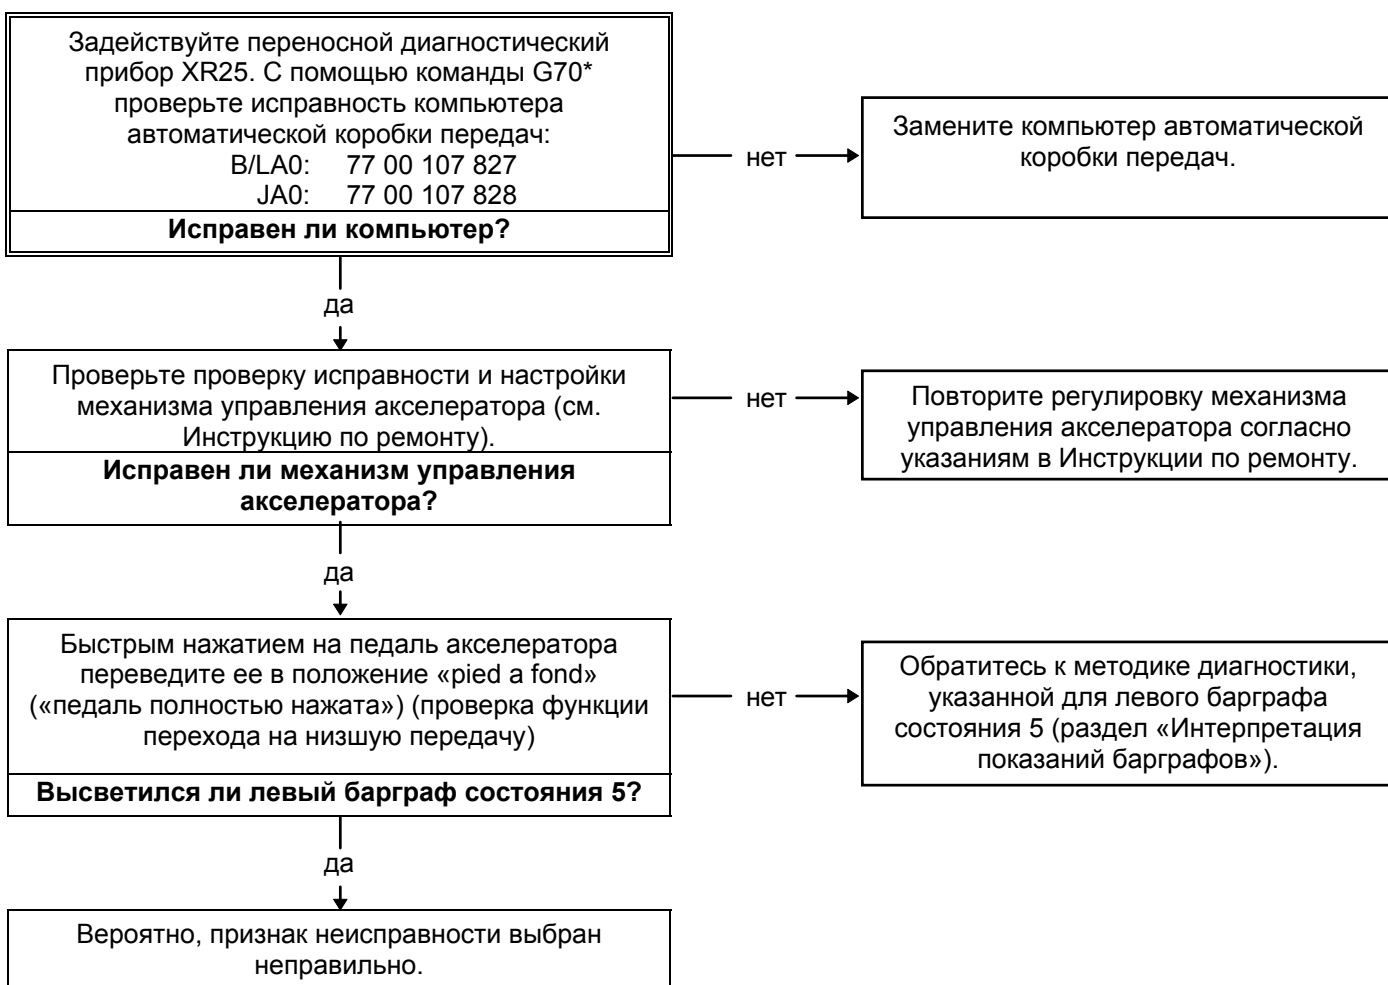 Задействуйте переносной диагностический
прибор XR25. С помощью команды G70*
проверьте исправность компьютера
автоматической коробки передач:
B/LA0: 77 00 107 827
JA0: 77 00 107 828
Исправен ли компьютер?
нет
Замените компьютер автоматической
коробки передач.
да
Проверьте проверку исправности и настройки
механизма управления акселератора (см.
Инструкцию по ремонту).
Исправен ли механизм управления
акселератора?
нет
Повторите регулировку механизма
управления акселератора согласно
указаниям в Инструкции по ремонту.
да
Быстрым нажатием на педаль акселератора
переведите ее в положение «pied a fond»
(«педаль полностью нажата») (проверка функции
перехода на низшую передачу)
Высветился ли левый барграф состояния 5?
нет
Обратитесь к методике диагностики,
указанной для левого барграфа
состояния 5 (раздел «Интерпретация
показаний барграфов»).
да
Вероятно, признак неисправности выбран
неправильно.